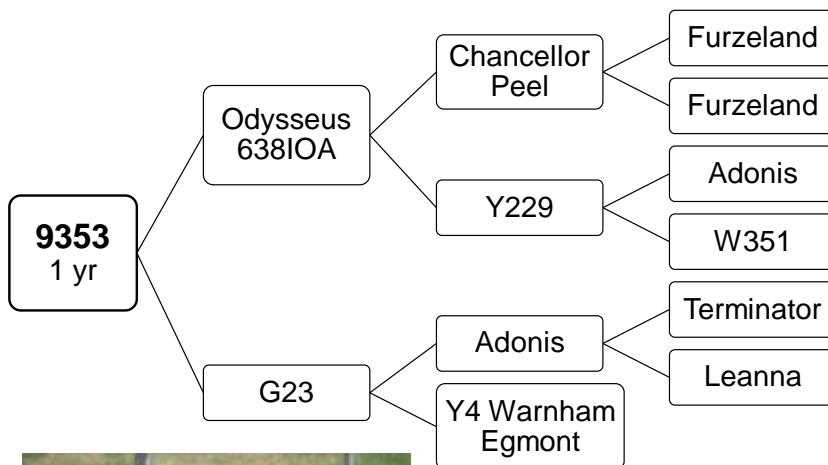 9353
1 yr
Odysseus
638IOA
G23
Chancellor
Peel
Y229
Adonis
Y4 Warnham
Egmont
Furzeland
Furzeland
Adonis
W351
Terminator
Leanna